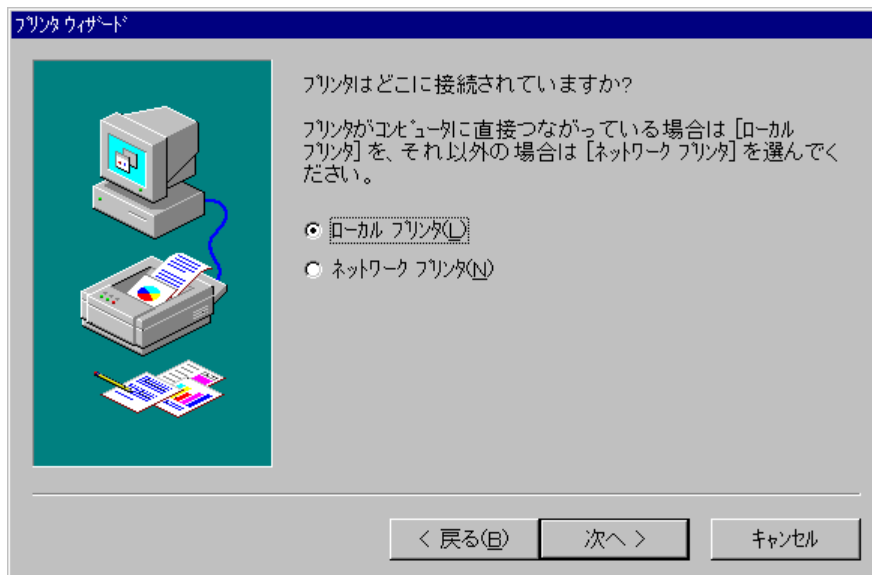 ﾌﾟﾘﾝﾀ ｳｨｻﾞｰﾄﾞ
ﾌﾟﾘﾝﾀはどこに接続されていますか?
ﾌﾟﾘﾝﾀがｺﾝﾋﾟｭｰﾀに直接つながっている場合は [ﾛｰｶﾙ
ﾌﾟﾘﾝﾀ] を、それ以外の場合は [ﾈｯﾄﾜｰｸ ﾌﾟﾘﾝﾀ] を選んでく
ださい。
ﾛｰｶﾙ ﾌﾟﾘﾝﾀ(L)
ﾈｯﾄﾜｰｸ ﾌﾟﾘﾝﾀ(N)
< 戻る(B)
次へ >
ｷｬﾝｾﾙ